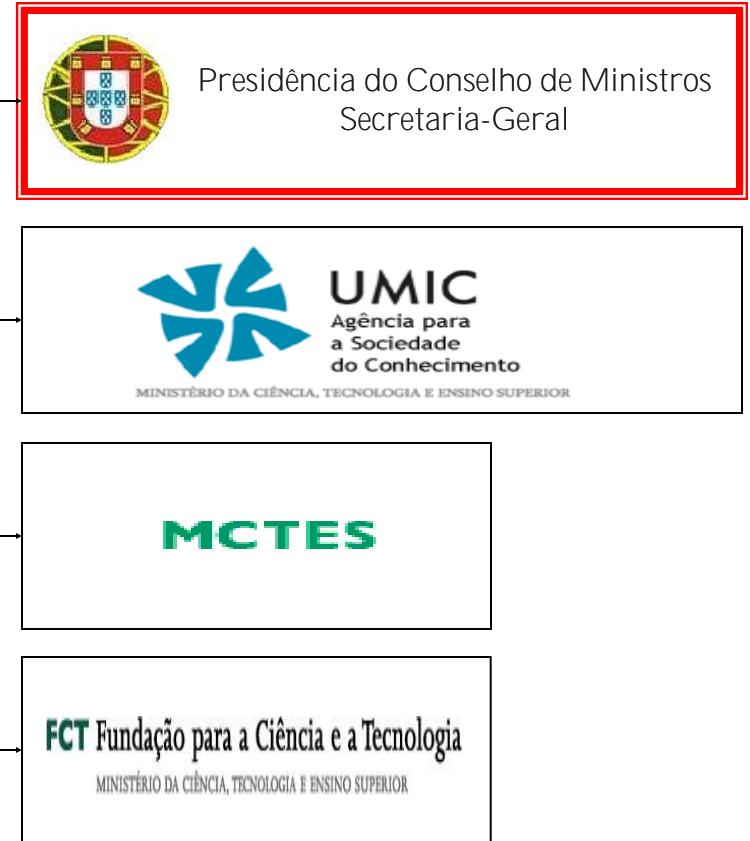 Presidência do Conselho de Ministros
Secretaria-Geral
UMIC
Agência para
a Sociedade
do Conhecimento
MINISTÉRIO DA CIÊNCIA, TECNOLOGIA E ENSINO SUPERIOR
MCTES
FCT Fundação para a Ciência e a Tecnologia
MINISTÉRIO DA CIÊNCIA, TECNOLOGIA E ENSINO SUPERIOR